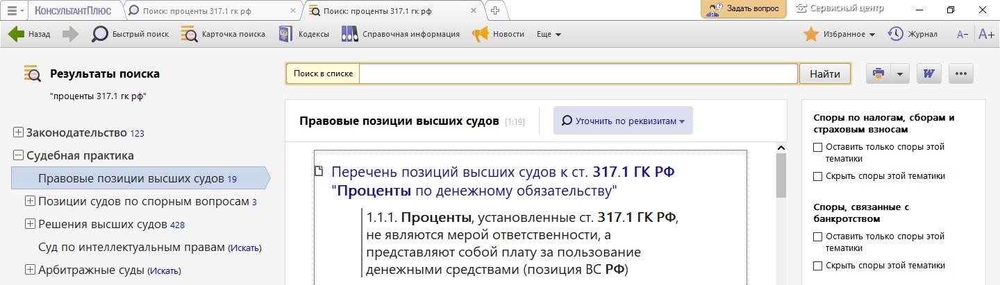 КОНСУЛЬТАНТПЛЮС
Поиск: проценты 317.1 гк рф
Поиск: проценты 317.1 гк рф
Задать вопрос
Сервисный центр
Назад
Быстрый поиск
Карточка поиска
Кодексы
Справочная информация
Новости
Еще
Избранное
Журнал
A-
A+
Результаты поиска
"проценты 317.1 гк рф"
Законодательство 123
Судебная практика
Правовые позиции высших судов 19
Позиции судов по спорным вопросам 3
Решения высших судов 428
Суд по интеллектуальным правам (Искать)
Арбитражные суды (Искать)
Поиск в списке
Найти
W
Правовые позиции высших судов [1:19]
Уточнить по реквизитам
Перечень позиций высших судов к ст. 317.1 ГК РФ
"Проценты по денежному обязательству"
1.1.1. Проценты, установленные ст. 317.1 ГК РФ,
не являются мерой ответственности, а
представляют собой плату за пользование
денежными средствами (позиция ВС РФ)
Споры по налогам, сборам и
страховым взносам
Оставить только споры этой
тематики
Скрыть споры этой тематики
Споры, связанные с
банкротством
Оставить только споры этой
тематики
Скрыть споры этой тематики